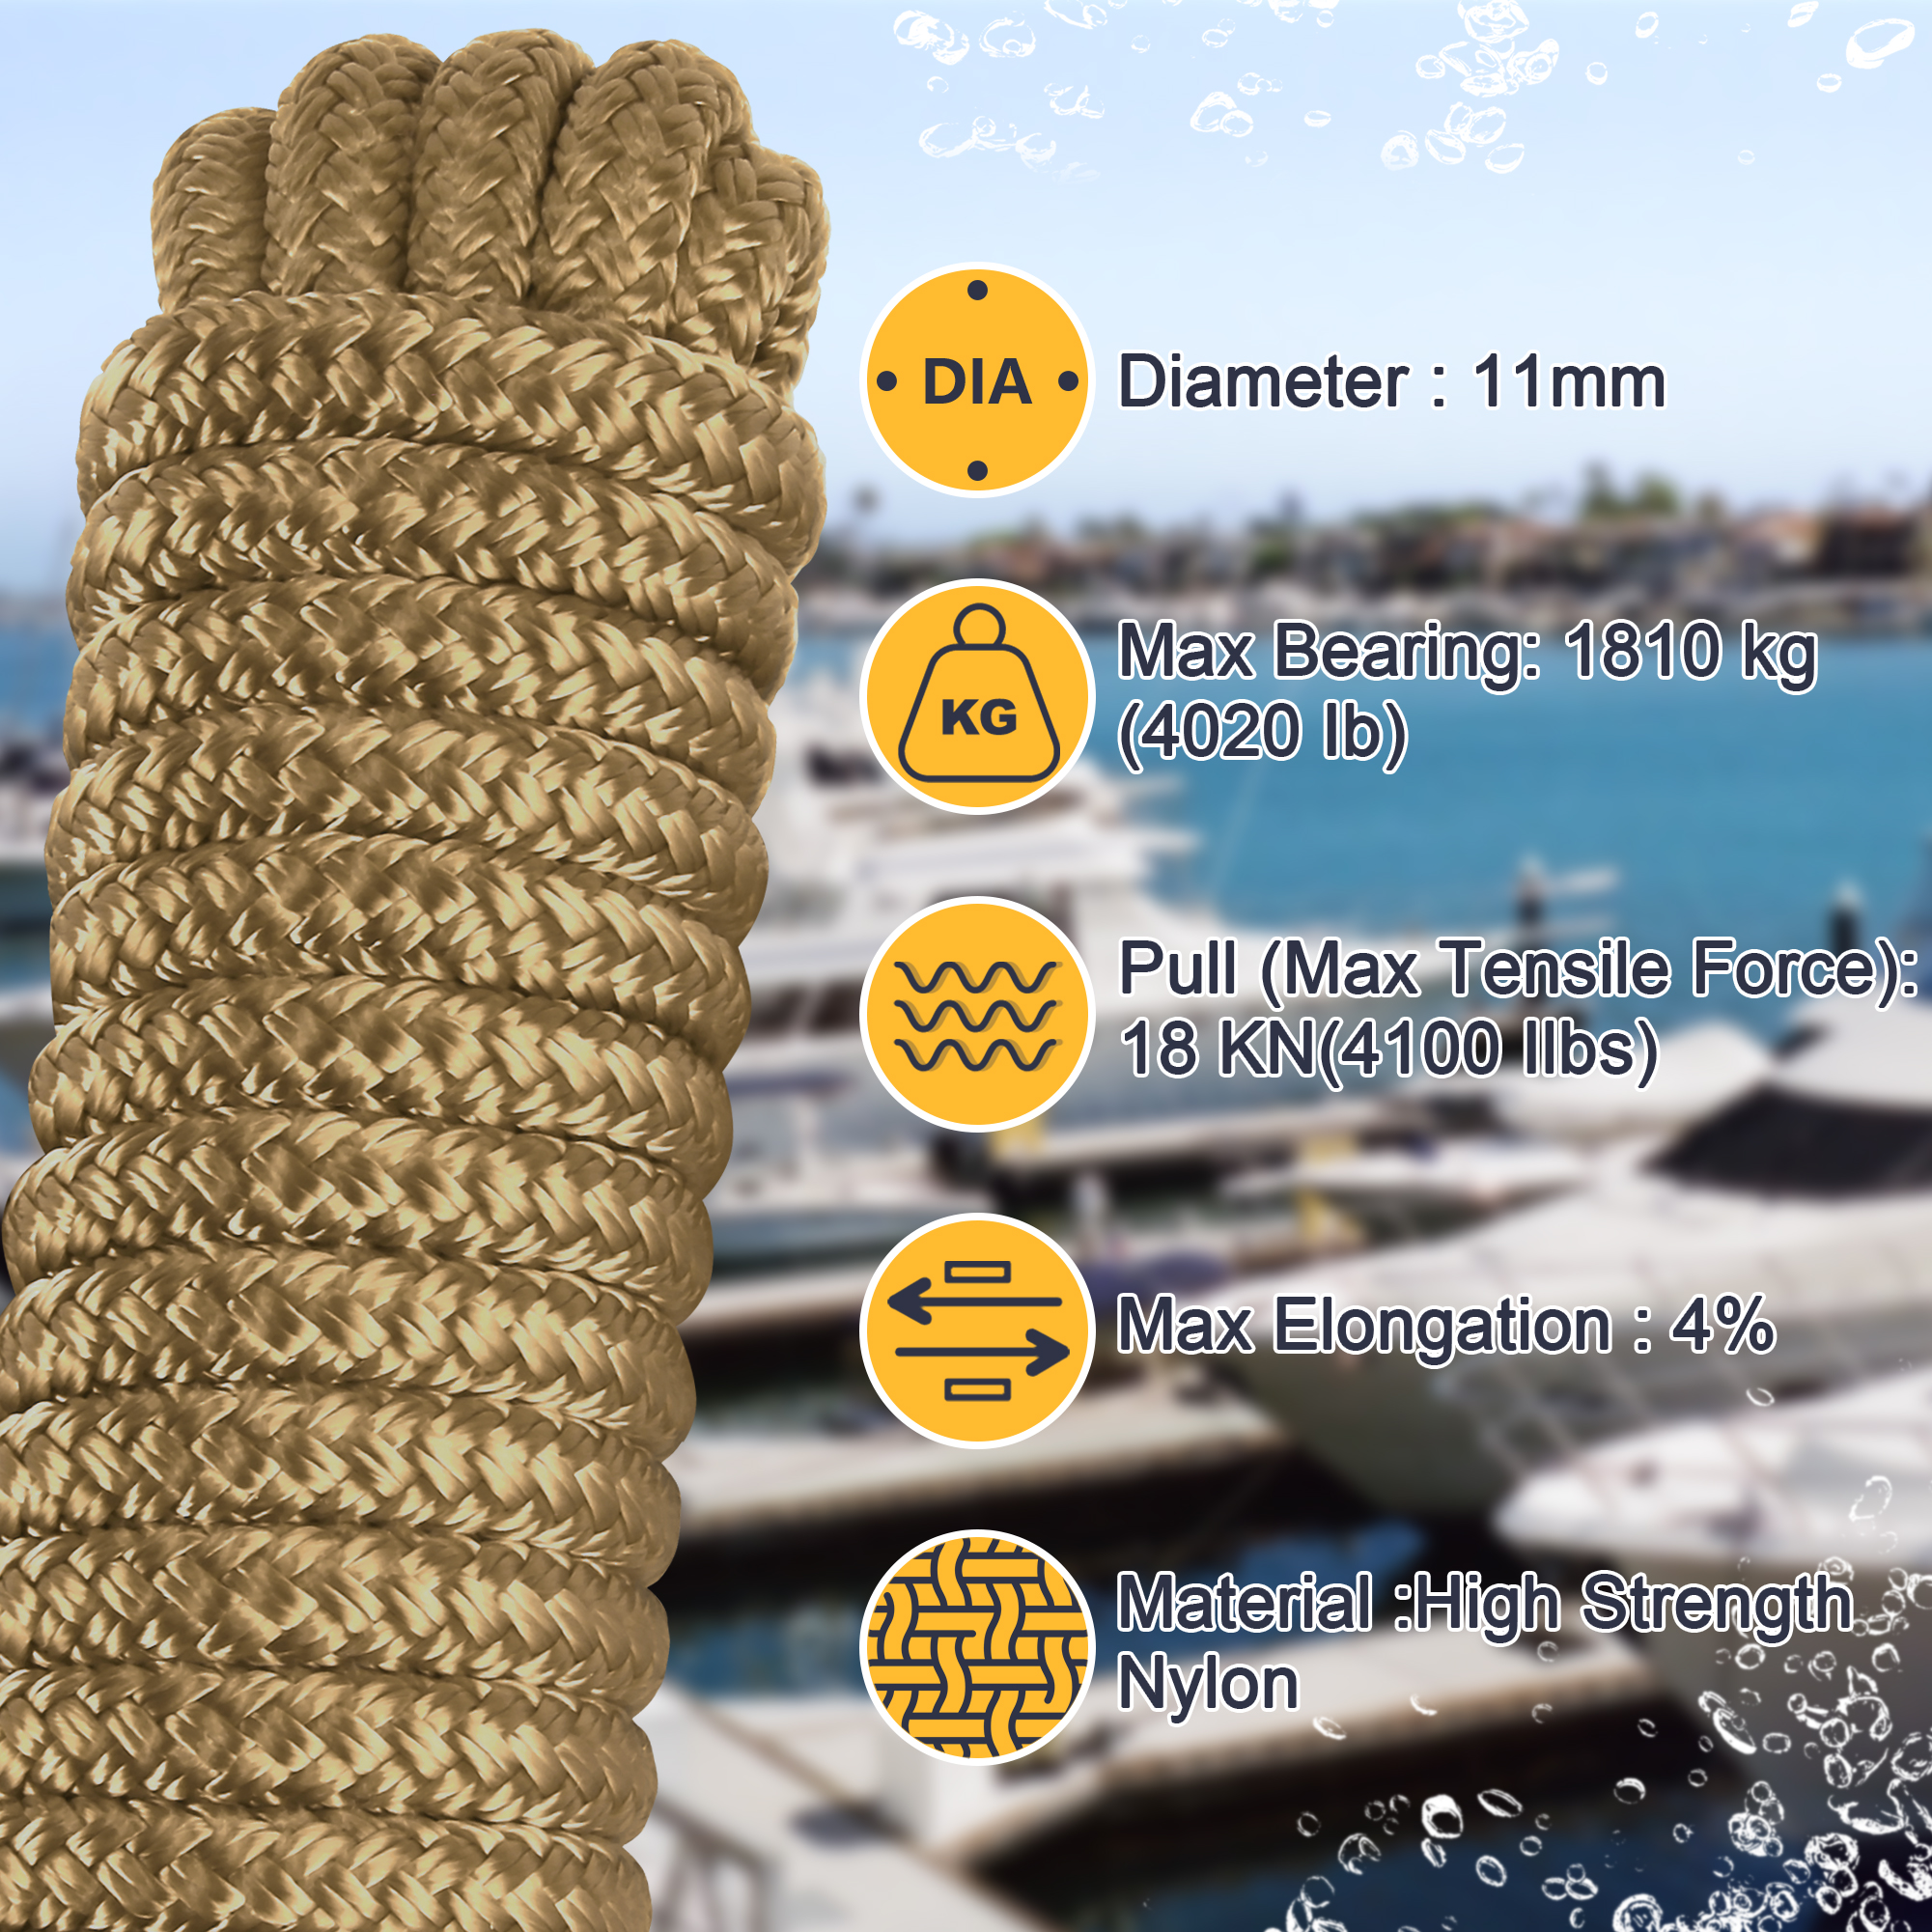 DIA
Diameter : 11mm
KG
Max Bearing: 1810 kg
(4020 lb)
Pull (Max Tensile Force):
18 KN(4100 llbs)
Max Elongation : 4%
Material :High Strength
Nylon